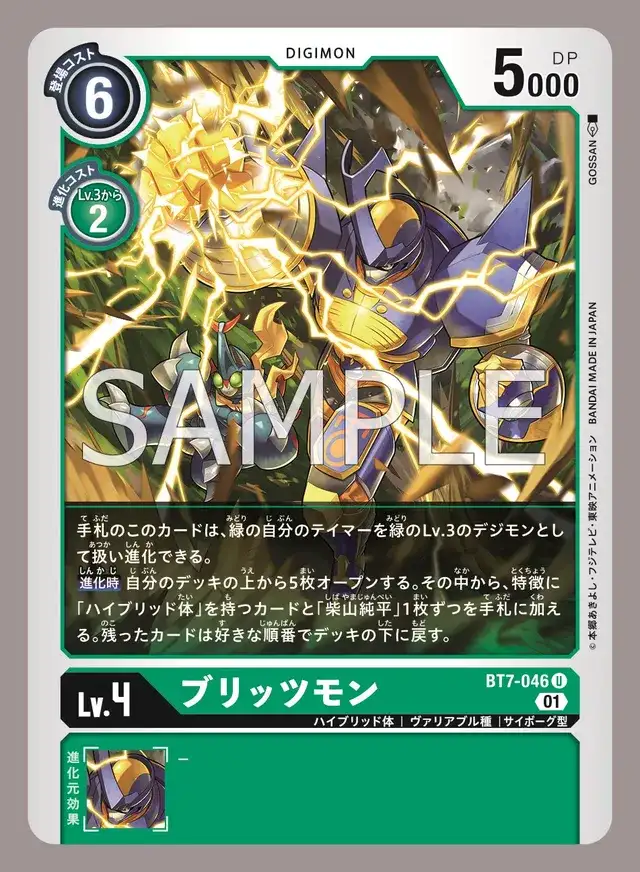 DIGIMON
登場コスト
6
DP
5000
進化コスト
Lv.3から
2
GOSSAN
BANDAI MADE IN JAPAN
© 本郷あきよし・フジテレビ・東映アニメーション
SAMPLE
手札のこのカードは、緑の自分のテイマーを緑のLv.3のデジモンとし
て扱い進化できる。
進化時 自分のデッキの上から5枚オープンする。その中から、特徴に
「ハイブリッド体」を持つカードと「柴山純平」1枚ずつを手札に加え
る。残ったカードは好きな順番でデッキの下に戻す。
Lv.4
ブリッツモン
BT7-046 U
01
ハイブリッド体 | ヴァリアブル種 | サイボーグ型
進化元効果
–